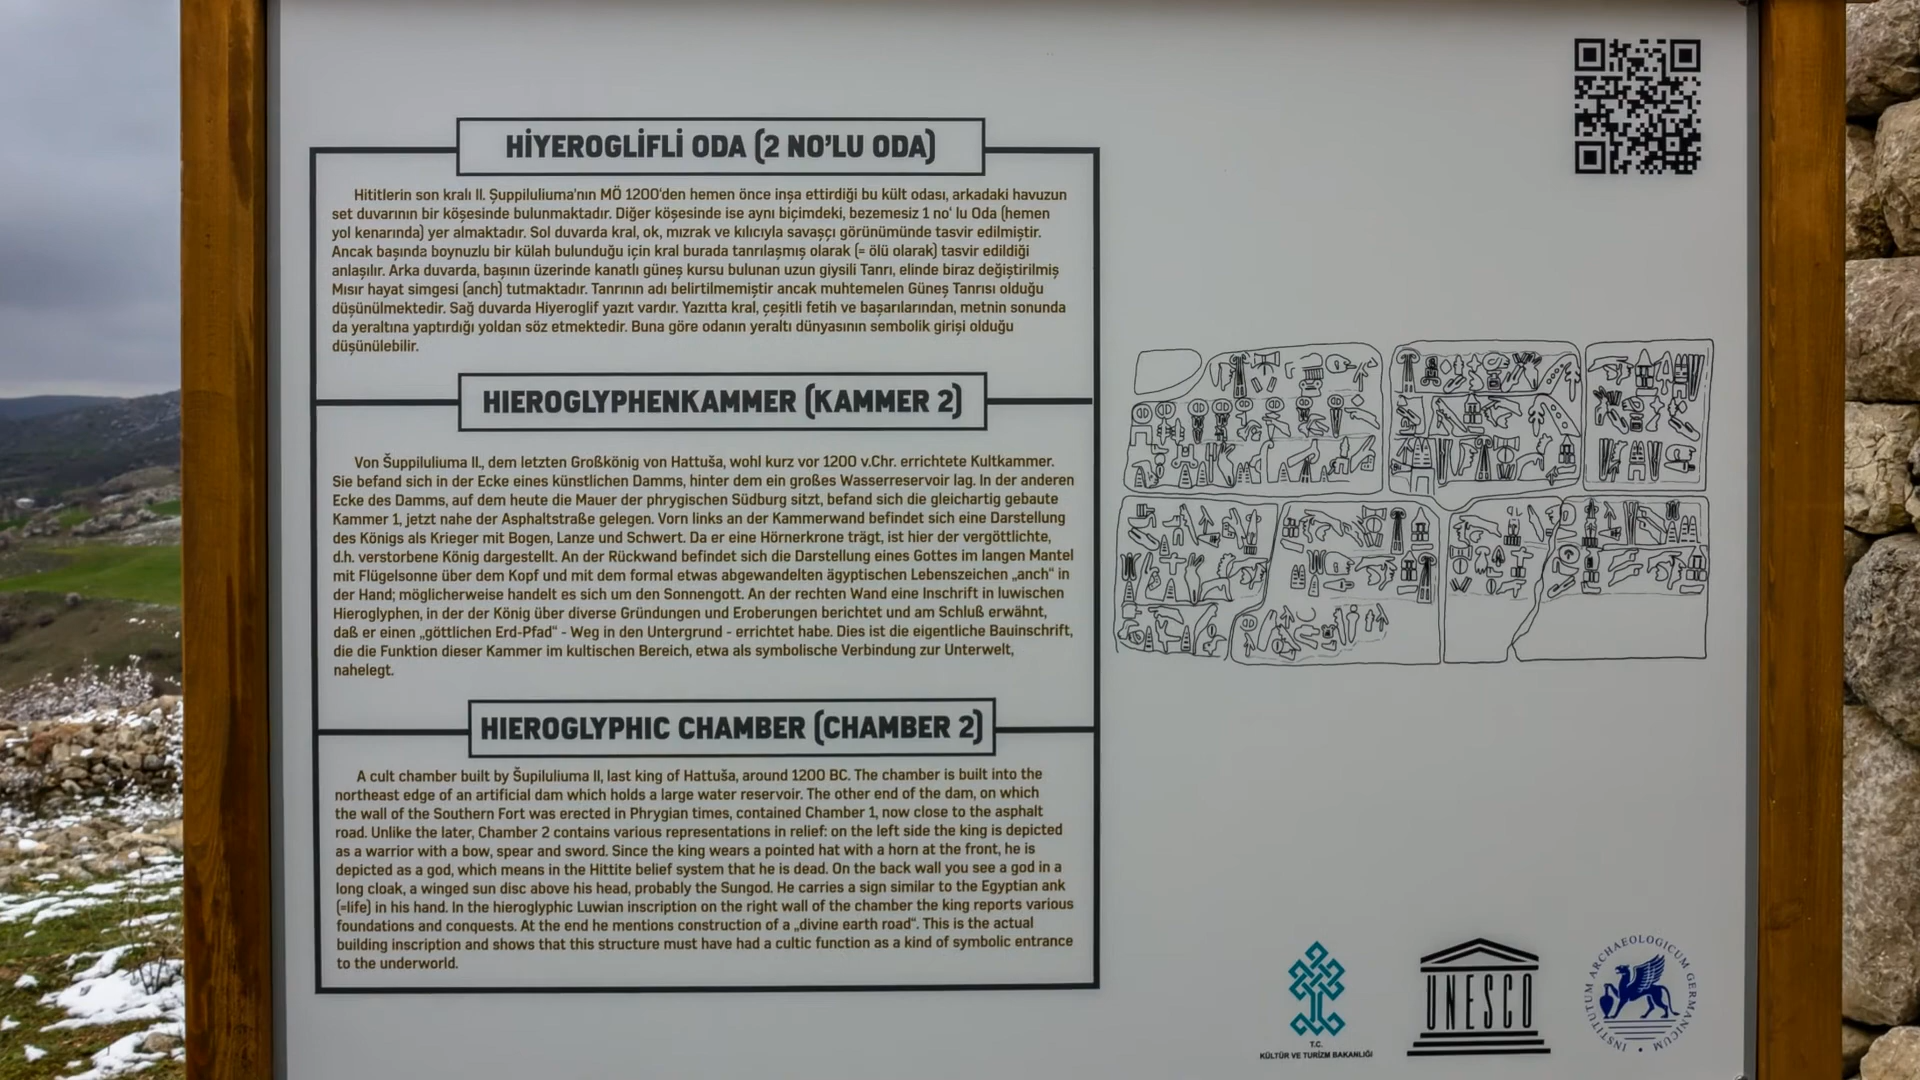 HİYEROGLİFLİ ODA (2 NO'LU ODA)
Hititlerin son kralı II. Şuppiluliuma'nın MÖ 1200'den hemen önce inşa ettirdiği bu kült odası, arkadaki havuzun
set duvarının bir köşesinde bulunmaktadır. Diğer köşesinde ise aynı biçimdeki, bezemesiz 1 no' lu Oda (hemen
yol kenarında) yer almaktadır. Sol duvarda kral, ok, mızrak ve kılıcıyla savaşçı görünümünde tasvir edilmiştir.
Ancak başında boynuzlu bir külah bulunduğu için kral burada tanrılaşmış olarak (= ölü olarak) tasvir edildiği
anlaşılır. Arka duvarda, başının üzerinde kanatlı güneş kursu bulunan uzun giysili Tanrı, elinde biraz değiştirilmiş
Mısır hayat simgesi (anch) tutmaktadır. Tanrının adı belirtilmemiştir ancak muhtemelen Güneş Tanrısı olduğu
düşünülmektedir. Sağ duvarda Hiyeroglif yazıt vardır. Yazıtta kral, çeşitli fetih ve başarılarından, metnin sonunda
da yeraltına yaptırdığı yoldan söz etmektedir. Buna göre odanın yeraltı dünyasının sembolik girişi olduğu
düşünülebilir.
HIEROGLYPHENKAMMER (KAMMER 2)
Von Šuppiluliuma II., dem letzten Großkönig von Hattuša, wohl kurz vor 1200 v.Chr. errichtete Kultkammer.
Sie befand sich in der Ecke eines künstlichen Damms, hinter dem ein großes Wasserreservoir lag. In der anderen
Ecke des Damms, auf dem heute die Mauer der phrygischen Südburg sitzt, befand sich die gleichartig gebaute
Kammer 1, jetzt nahe der Asphaltstraße gelegen. Vorn links an der Kammerwand befindet sich eine Darstellung
des Königs als Krieger mit Bogen, Lanze und Schwert. Da er eine Hörnerkrone trägt, ist hier der vergöttlichte,
d.h. verstorbene König dargestellt. An der Rückwand befindet sich die Darstellung eines Gottes im langen Mantel
mit Flügelsonne über dem Kopf und mit dem formal etwas abgewandelten ägyptischen Lebenszeichen „anch" in
der Hand; möglicherweise handelt es sich um den Sonnengott. An der rechten Wand eine Inschrift in luwischen
Hieroglyphen, in der der König über diverse Gründungen und Eroberungen berichtet und am Schluß erwähnt,
daß er einen „göttlichen Erd-Pfad" - Weg in den Untergrund - errichtet habe. Dies ist die eigentliche Bauinschrift,
die die Funktion dieser Kammer im kultischen Bereich, etwa als symbolische Verbindung zur Unterwelt,
nahelegt.
HIEROGLYPHIC CHAMBER (CHAMBER 2)
A cult chamber built by Šupiluliuma II, last king of Hattuša, around 1200 BC. The chamber is built into the
northeast edge of an artificial dam which holds a large water reservoir. The other end of the dam, on which
the wall of the Southern Fort was erected in Phrygian times, contained Chamber 1, now close to the asphalt
road. Unlike the later, Chamber 2 contains various representations in relief: on the left side the king is depicted
as a warrior with a bow, spear and sword. Since the king wears a pointed hat with a horn at the front, he is
depicted as a god, which means in the Hittite belief system that he is dead. On the back wall you see a god in a
long cloak, a winged sun disc above his head, probably the Sungod. He carries a sign similar to the Egyptian ank
(=life) in his hand. In the hieroglyphic Luwian inscription on the right wall of the chamber the king reports various
foundations and conquests. At the end he mentions construction of a „divine earth road". This is the actual
building inscription and shows that this structure must have had a cultic function as a kind of symbolic entrance
to the underworld.
T.C.
KÜLTÜR VE TURİZM BAKANLIĞI
UNESCO
INSTITUTUM ARCHAEOLOGICUM GERMANICUM